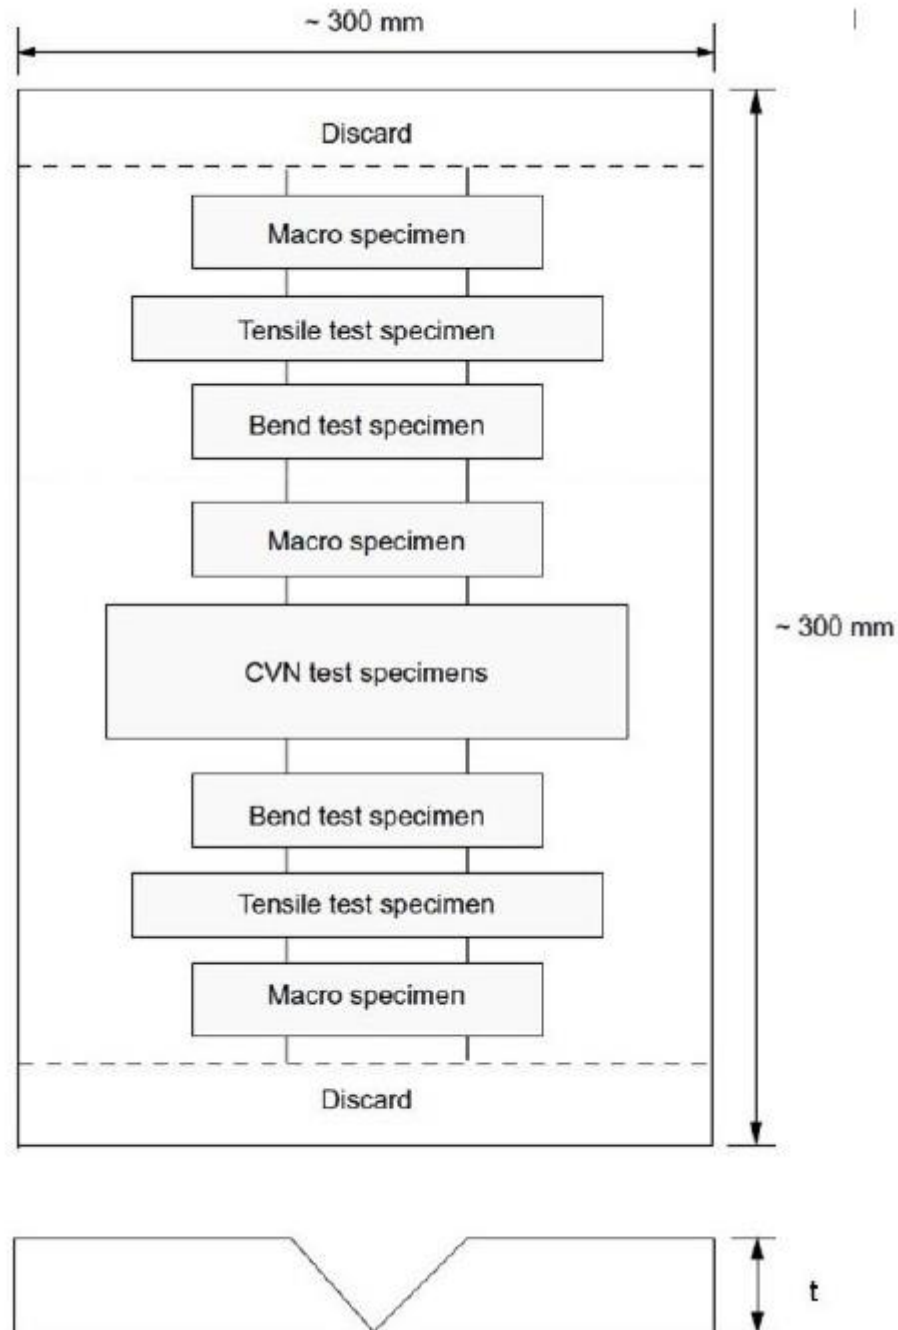 ~ 300 mm
Discard
Macro specimen
Tensile test specimen
Bend test specimen
Macro specimen
~ 300 mm
CVN test specimens
Bend test specimen
Tensile test specimen
Macro specimen
Discard
t